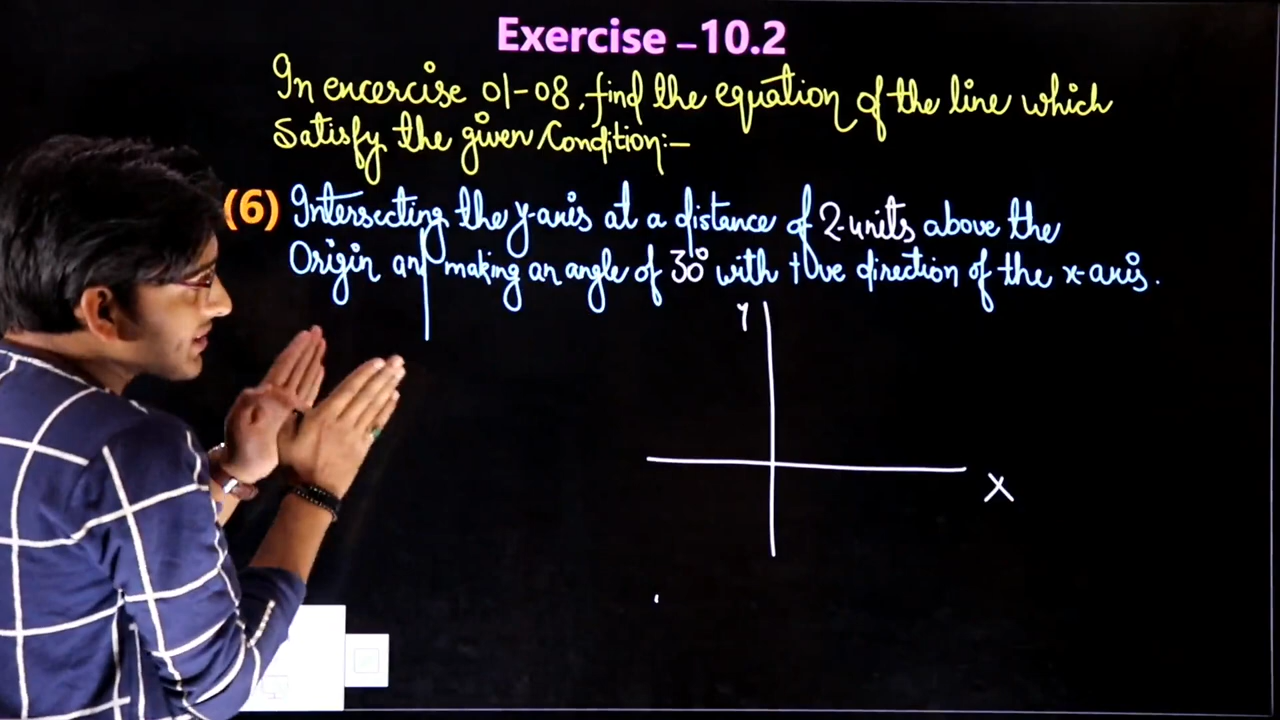 Exercise –10.2
In encercise 01-08, find the equation of the line which
Satisfy the given Condition:–
(6) Intersecting the y-axis at a distance of 2-units above the
Origin and making an angle of 30° with +ve direction of the x-axis.
Y
X